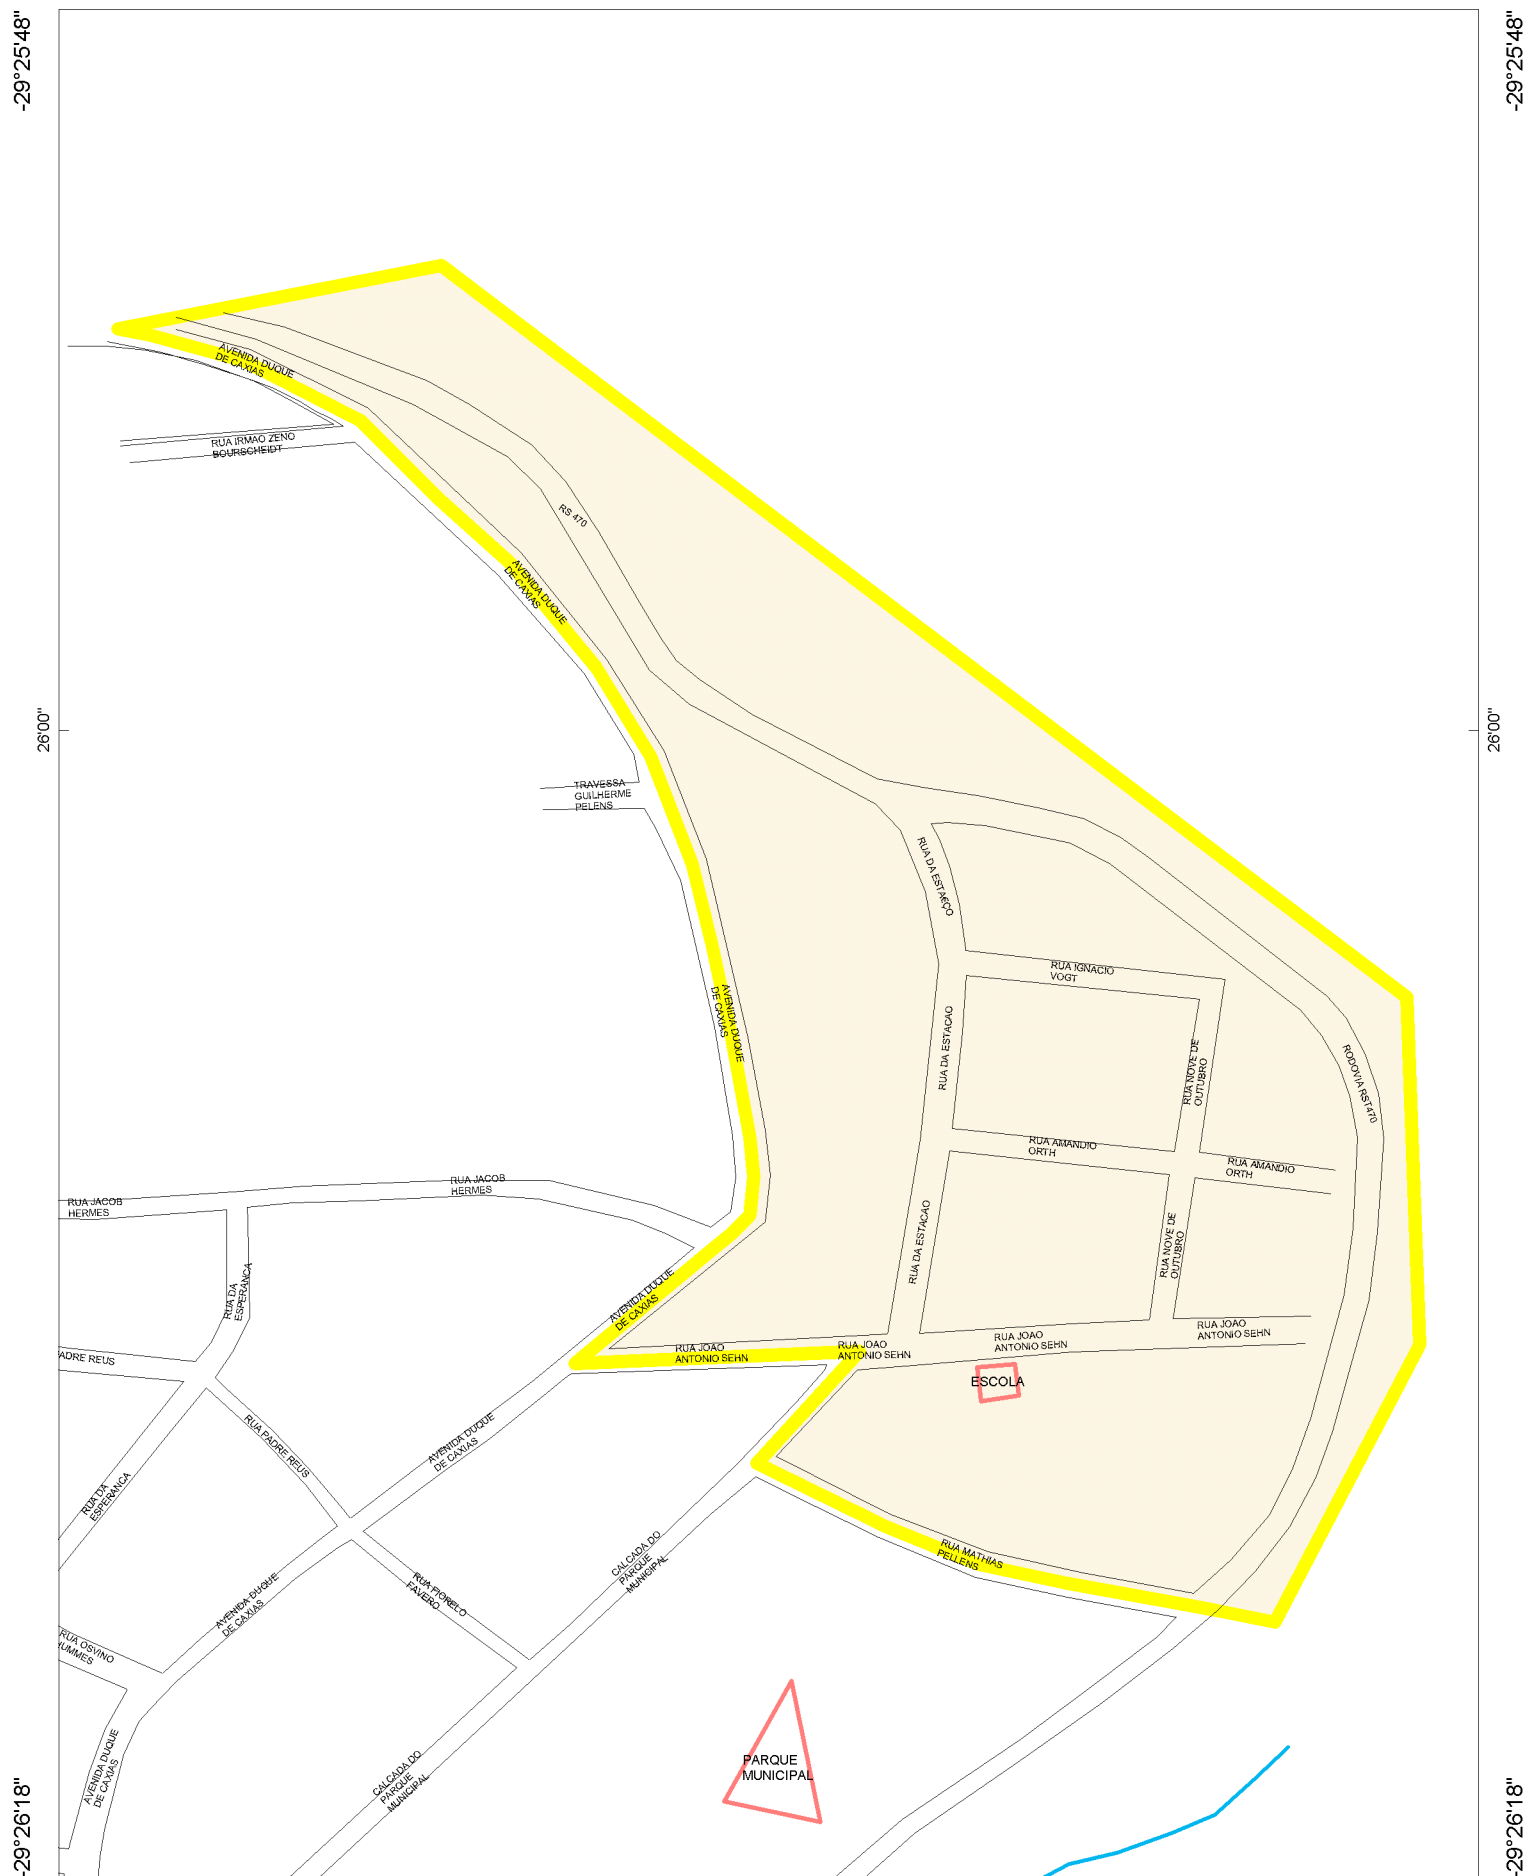 -29°25'48"
-29°25'48"
AVENIDA DUQUE
DE CAXIAS
RUA IRMAO ZENO
BOURSCHEIDT
RS 470
AVENIDA DUQUE
DE CAXIAS
26'00"
26'00"
TRAVESSA
GUILHERME
PELENS
RUA DA ESTAÇÇO
RUA IGNACIO
VOGT
AVENIDA DUQUE
DE CAXIAS
RUA DA ESTACAO
RUA NOVE DE
OUTUBRO
RODOVIA RST470
RUA AMANDIO
ORTH
RUA AMANDIO
ORTH
RUA JACOB
HERMES
RUA JACOB
HERMES
RUA DA ESTACAO
RUA NOVE DE
OUTUBRO
RUA DA
ESPERANCA
AVENIDA DUQUE
DE CAXIAS
RUA JOAO
ANTONIO SEHN
RUA JOAO
ANTONIO SEHN
RUA JOAO
ANTONIO SEHN
RUA JOAO
ANTONIO SEHN
ADRE REUS
ESCOLA
RUA PADRE REUS
AVENIDA DUQUE
DE CAXIAS
RUA DA
ESPERANCA
CALCADA DO
PARQUE
MUNICIPAL
RUA MATHIAS
PELLENS
AVENIDA DUQUE
DE CAXIAS
RUA FIORELO
FAVERO
RUA OSVINO
HUMMES
AVENIDA DUQUE
DE CAXIAS
CALCADA DO
PARQUE
MUNICIPAL
PARQUE
MUNICIPAL
-29°26'18"
-29°26'18"